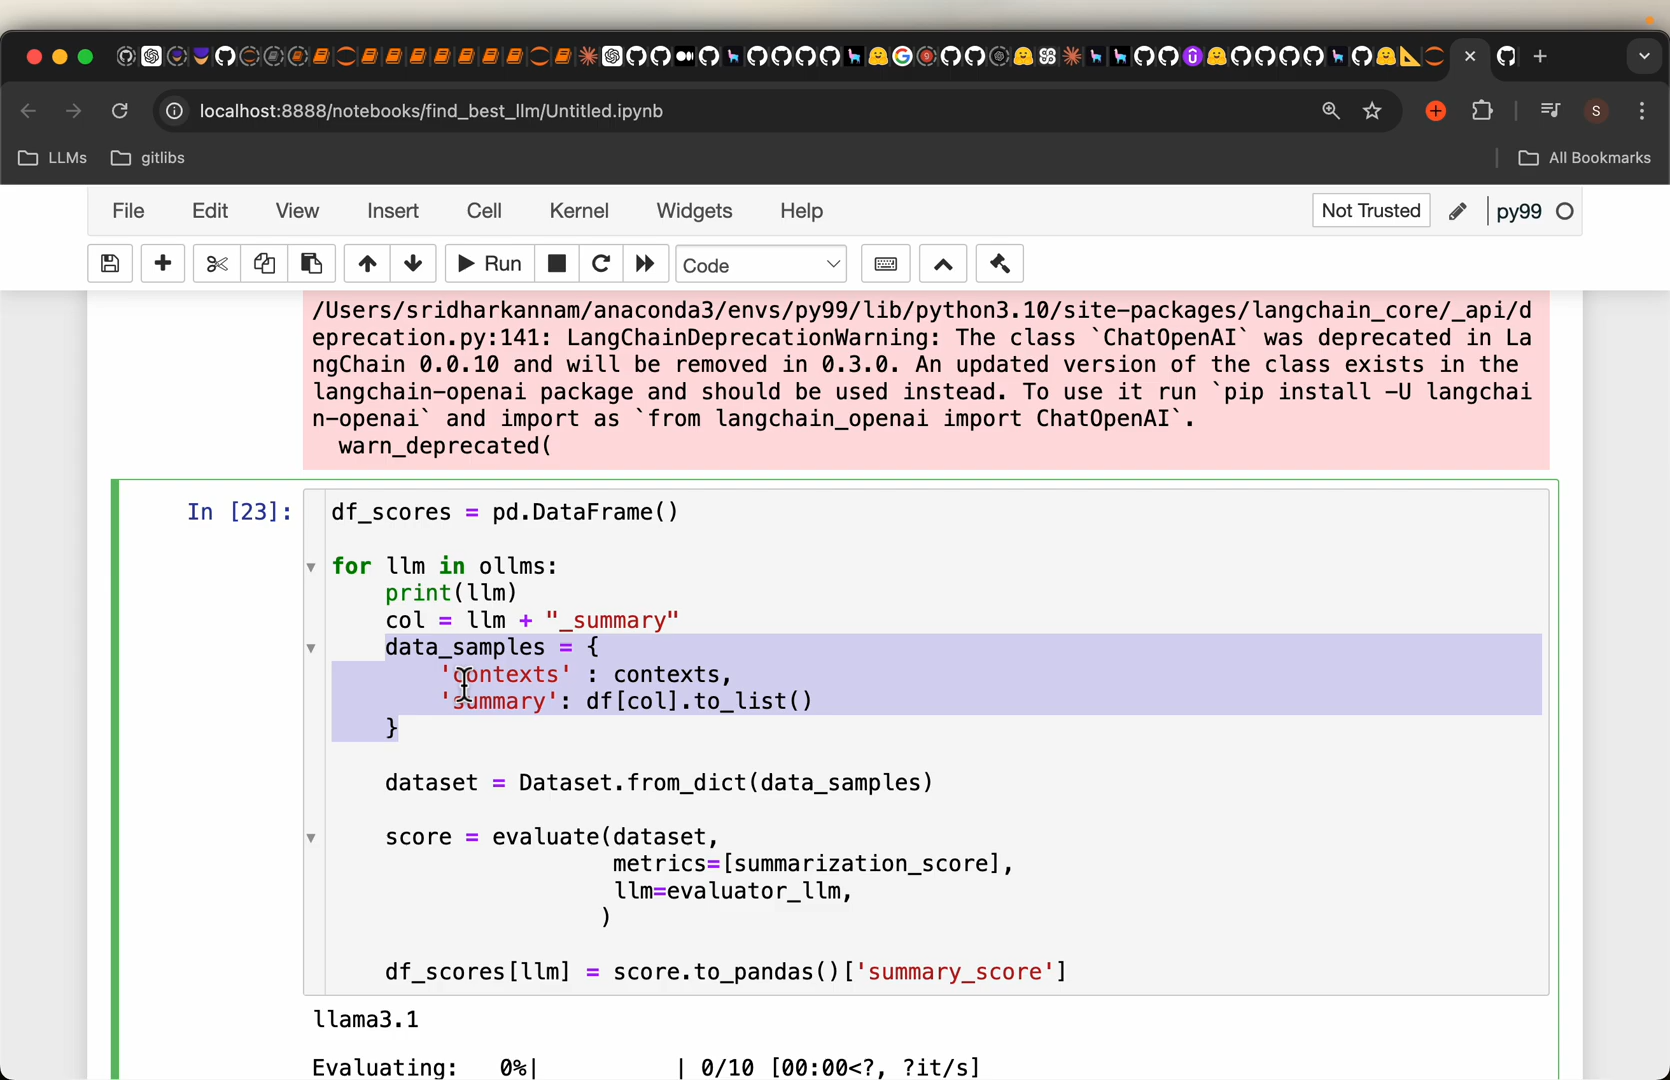 localhost:8888/notebooks/find_best_llm/Untitled.ipynb
S
LLMs
gitlibs
All Bookmarks
File Edit View Insert Cell Kernel Widgets Help
Not Trusted
py99
Run
Code
/Users/sridharkannam/anaconda3/envs/py99/lib/python3.10/site-packages/langchain_core/_api/d
eprecation.py:141: LangChainDeprecationWarning: The class `ChatOpenAI` was deprecated in La
ngChain 0.0.10 and will be removed in 0.3.0. An updated version of the class exists in the
langchain-openai package and should be used instead. To use it run `pip install -U langchai
n-openai` and import as `from langchain_openai import ChatOpenAI`.
  warn_deprecated(
In [23]:
df_scores = pd.DataFrame()
for llm in ollms:
    print(llm)
    col = llm + "_summary"
    data_samples = {
        'contexts' : contexts,
        'summary': df[col].to_list()
    }
    dataset = Dataset.from_dict(data_samples)
    score = evaluate(dataset,
                     metrics=[summarization_score],
                     llm=evaluator_llm,
                    )
    df_scores[llm] = score.to_pandas()['summary_score']
llama3.1
Evaluating:   0%|          | 0/10 [00:00<?, ?it/s]